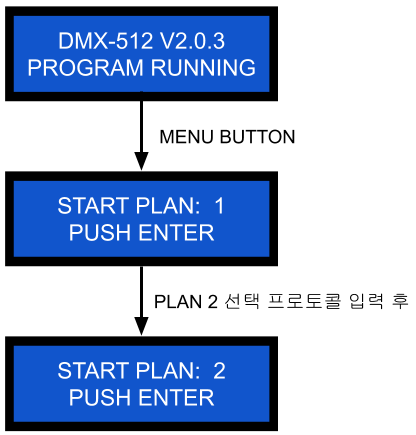 DMX-512 V2.0.3
PROGRAM RUNNING
MENU BUTTON
START PLAN:  1
PUSH ENTER
PLAN 2 선택 프로토콜 입력 후
START PLAN:  2
PUSH ENTER